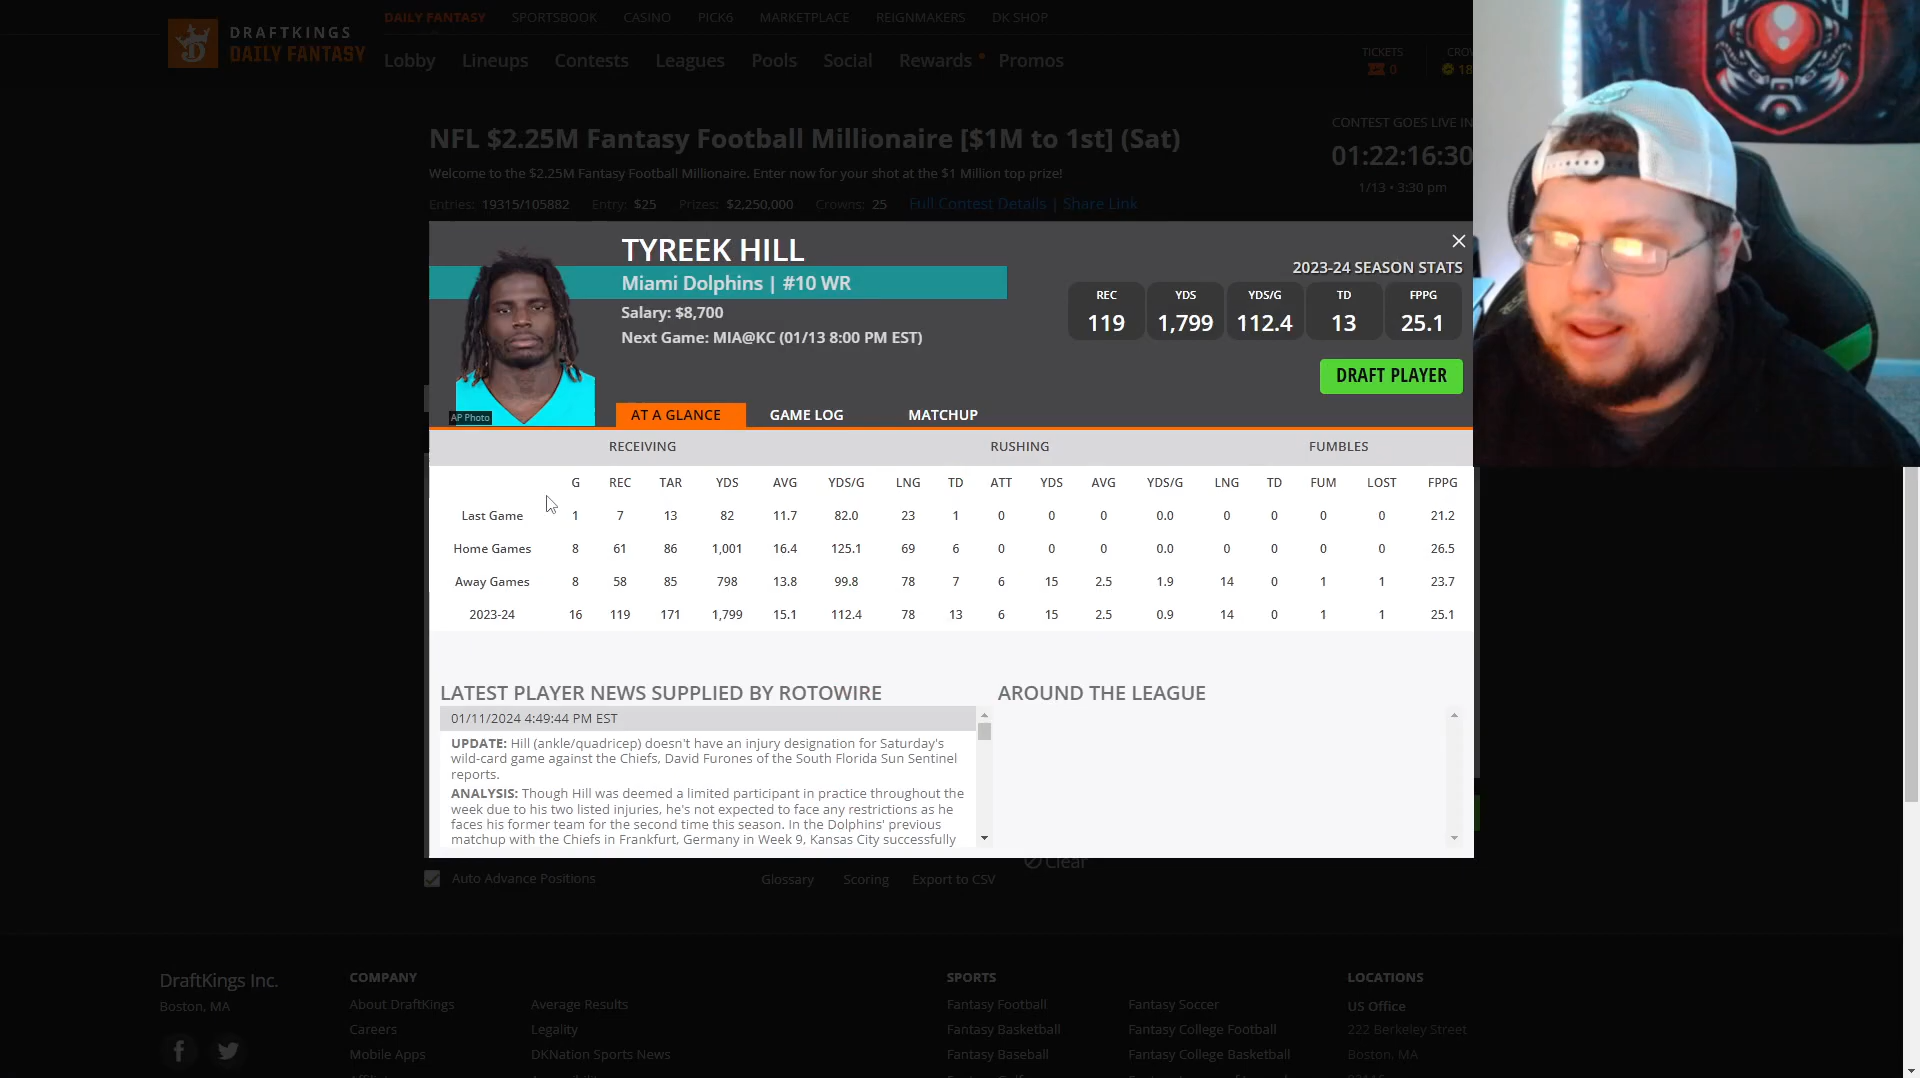 DRAFTKINGS
DAILY FANTASY
DAILY FANTASY SPORTSBOOK CASINO PICK6 MARKETPLACE REIGNMAKERS DK SHOP
Lobby Lineups Contests Leagues Pools Social Rewards Promos
TICKETS
0
18
NFL $2.25M Fantasy Football Millionaire [$1M to 1st] (Sat)
Welcome to the $2.25M Fantasy Football Millionaire. Enter now for your shot at the $1 Million top prize!
Entries: 19315/105882 Entry: $25 Prizes: $2,250,000 Crowns: 25 Full Contest Details | Share Link
CONTEST GOES LIVE IN
01:22:16:30
1/13 • 3:30 pm
TYREEK HILL
Miami Dolphins | #10 WR
Salary: $8,700
Next Game: MIA@KC (01/13 8:00 PM EST)
AP Photo
2023-24 SEASON STATS
REC YDS YDS/G TD FPPG
119 1,799 112.4 13 25.1
DRAFT PLAYER
AT A GLANCE GAME LOG MATCHUP
RECEIVING RUSHING FUMBLES
G REC TAR YDS AVG YDS/G LNG TD ATT YDS AVG YDS/G LNG TD FUM LOST FPPG
Last Game 1 7 13 82 11.7 82.0 23 1 0 0 0 0.0 0 0 0 0 21.2
Home Games 8 61 86 1,001 16.4 125.1 69 6 0 0 0 0.0 0 0 0 0 26.5
Away Games 8 58 85 798 13.8 99.8 78 7 6 15 2.5 1.9 14 0 1 1 23.7
2023-24 16 119 171 1,799 15.1 112.4 78 13 6 15 2.5 0.9 14 0 1 1 25.1
LATEST PLAYER NEWS SUPPLIED BY ROTOWIRE
AROUND THE LEAGUE
01/11/2024 4:49:44 PM EST
UPDATE: Hill (ankle/quadricep) doesn't have an injury designation for Saturday's
wild-card game against the Chiefs, David Furones of the South Florida Sun Sentinel
reports.
ANALYSIS: Though Hill was deemed a limited participant in practice throughout the
week due to his two listed injuries, he's not expected to face any restrictions as he
faces his former team for the second time this season. In the Dolphins' previous
matchup with the Chiefs in Frankfurt, Germany in Week 9, Kansas City successfully
Clear
Auto Advance Positions Glossary Scoring Export to CSV
DraftKings Inc.
Boston, MA
COMPANY
About DraftKings
Careers
Mobile Apps
Average Results
Legality
DKNation Sports News
SPORTS
Fantasy Football
Fantasy Basketball
Fantasy Baseball
Fantasy Soccer
Fantasy College Football
Fantasy College Basketball
LOCATIONS
US Office
222 Berkeley Street
Boston, MA